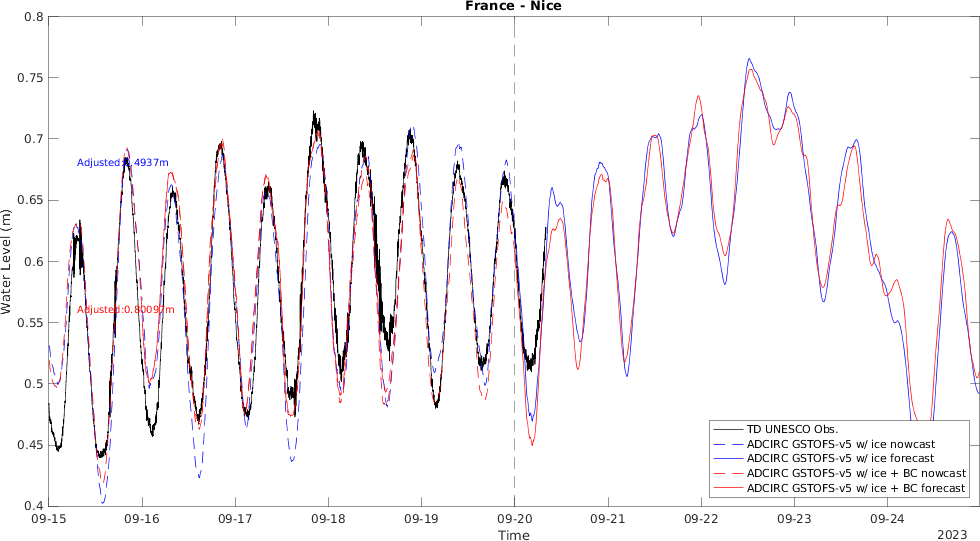 France - Nice
0.8
0.75
0.7
0.65
0.6
0.55
0.5
0.45
0.4
Water Level (m)
4937m
Adjusted:0.80097m
TD UNESCO Obs.
ADCIRC GSTOFS-v5 w/ ice nowcast
ADCIRC GSTOFS-v5 w/ ice forecast
ADCIRC GSTOFS-v5 w/ ice + BC nowcast
ADCIRC GSTOFS-v5 w/ ice + BC forecast
09-15 09-16 09-17 09-18 09-19 09-20 09-21 09-22 09-23 09-24
Time
2023